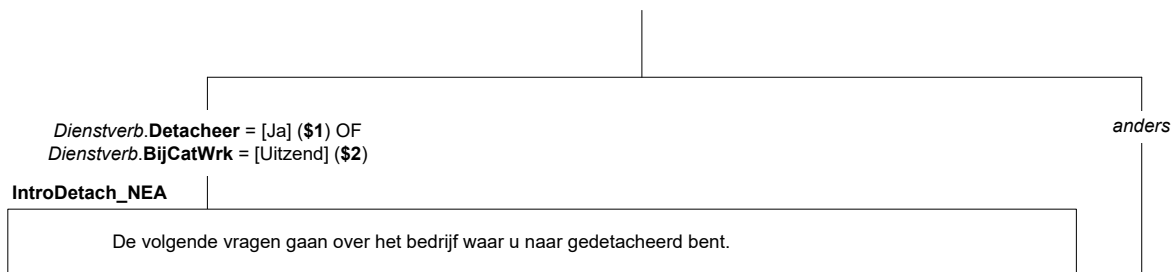 Dienstverb.Detacheer = [Ja] ($1) OF
Dienstverb.BijCatWrk = [Uitzend] ($2)
anders
IntroDetach_NEA
De volgende vragen gaan over het bedrijf waar u naar gedetacheerd bent.